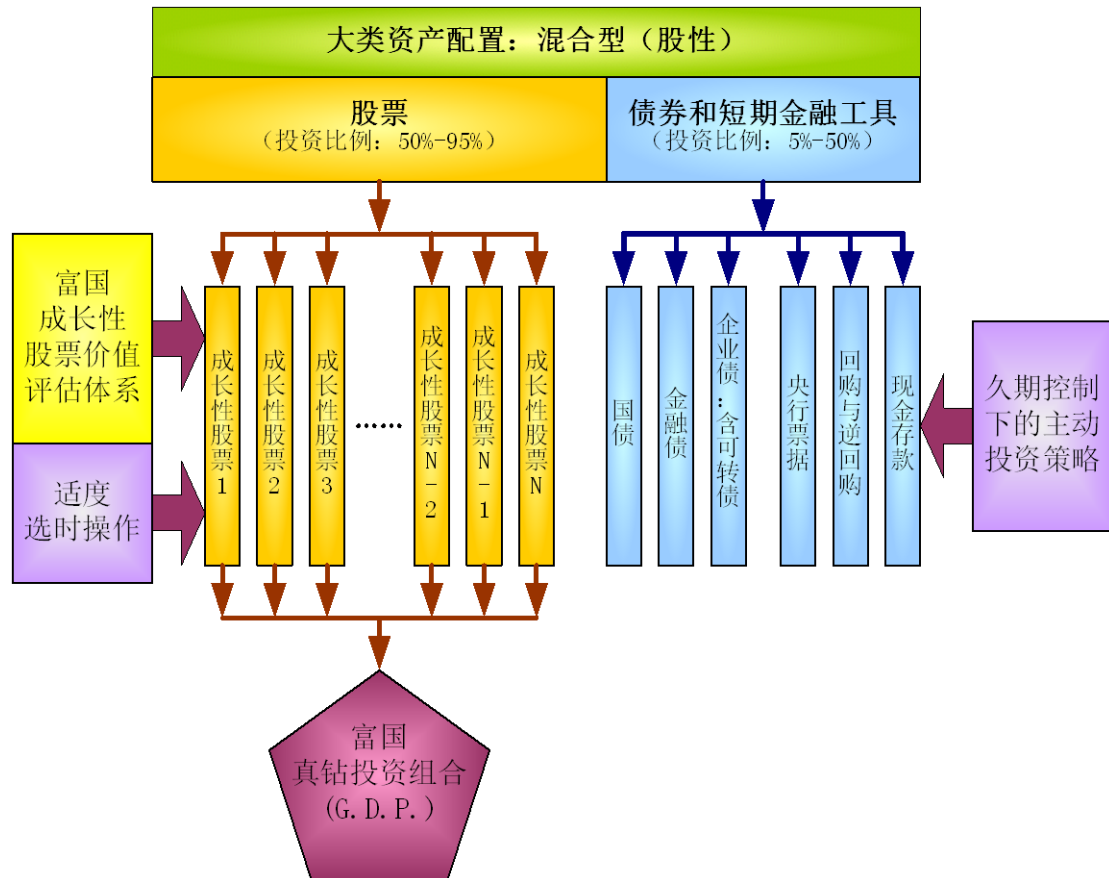 大类资产配置：混合型（股性）
股票
（投资比例：50%-95%）
债券和短期金融工具
（投资比例：5%-50%）
富国
成长性
股票价值
评估体系
适度
选时操作
成长性股票1
成长性股票2
成长性股票3
……
成长性股票N-2
成长性股票N-1
成长性股票N
国债
金融债
企业债：含可转债
央行票据
回购与逆回购
现金存款
久期控制
下的主动
投资策略
富国
真钻投资组合
(G.D.P.)